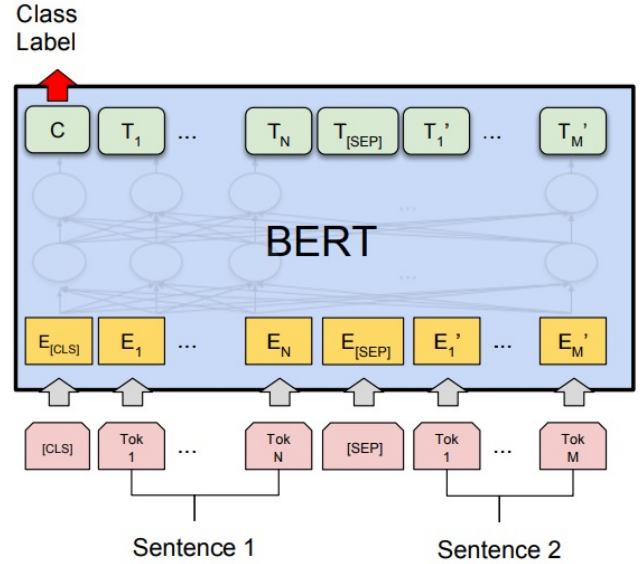 Class
Label
C T1 ... TN T[SEP] T1' ... TM'
...
BERT
...
E[CLS] E1 ... EN E[SEP] E1' ... EM'
[CLS] Tok 1 ... Tok N [SEP] Tok 1 ... Tok M
Sentence 1 Sentence 2